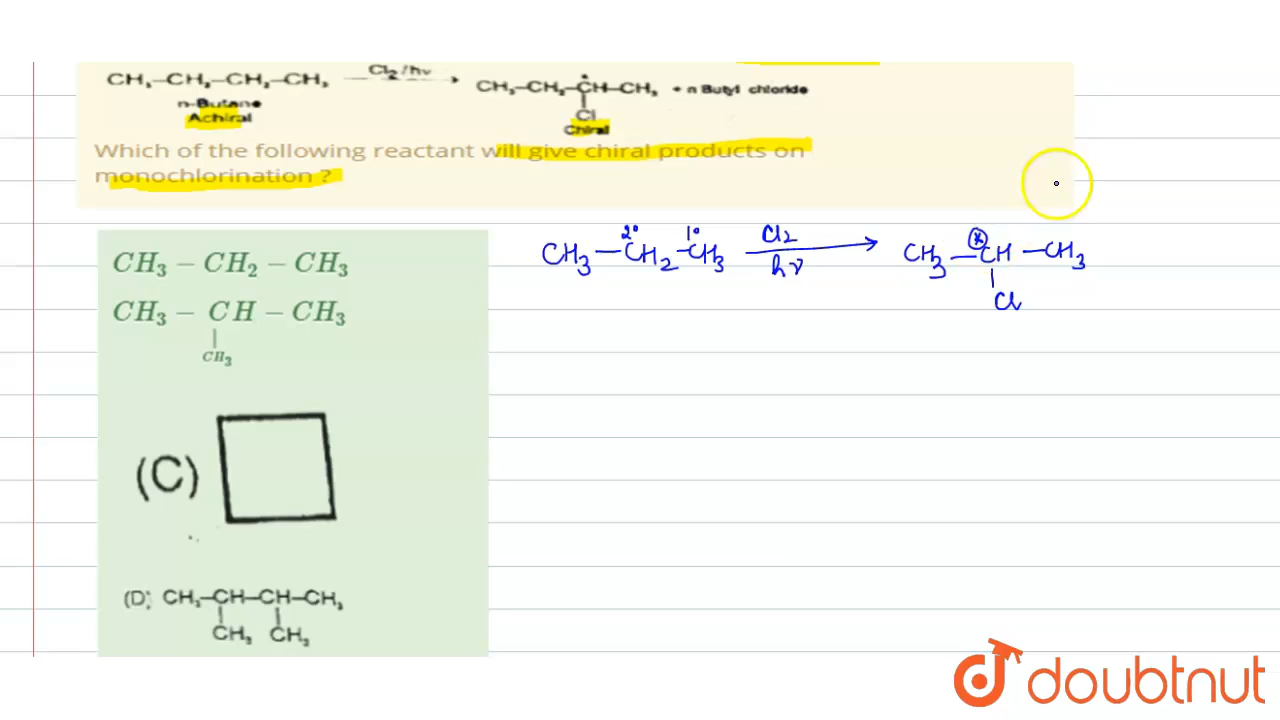 CH₃–CH₂–CH₂–CH₃ Cl₂/hν CH₃–CH₂–ĊH–CH₃ + n Butyl chloride
n-Butane Cl
Achiral Chiral
Which of the following reactant will give chiral products on
monochlorination ?
CH₃ – CH₂ – CH₃
CH₃ – CH – CH₃
|
CH₃
(C)
(D) CH₃–CH–CH–CH₃
CH₃ CH₃
2° 1°
CH₃ – CH₂ – CH₃ Cl₂ hν → CH₃ – *CH – CH₃
|
Cl
doubtnut